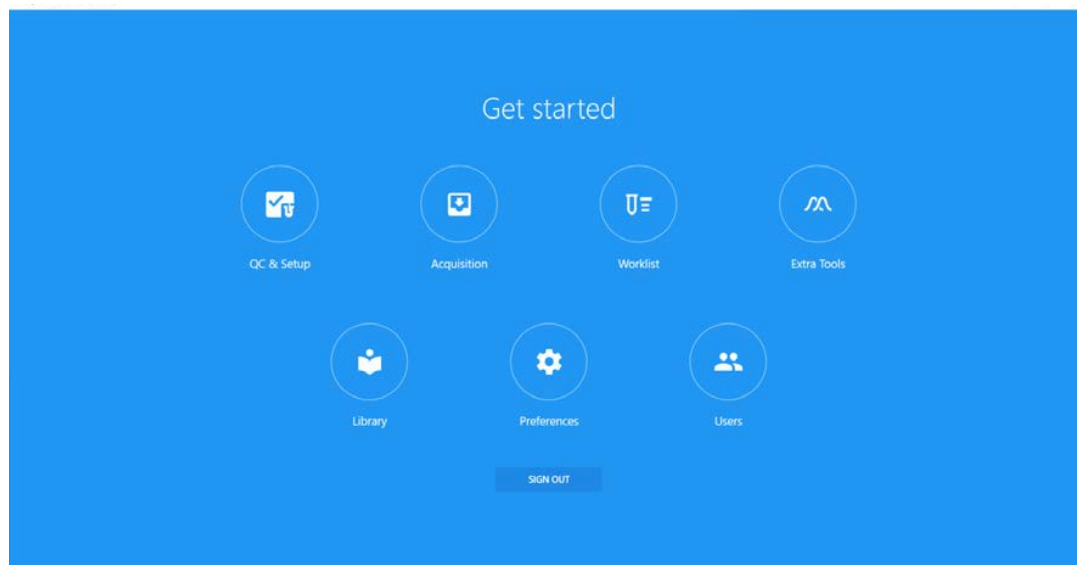 Get started
QC & Setup
Acquisition
Worklist
Extra Tools
Library
Preferences
Users
SIGN OUT